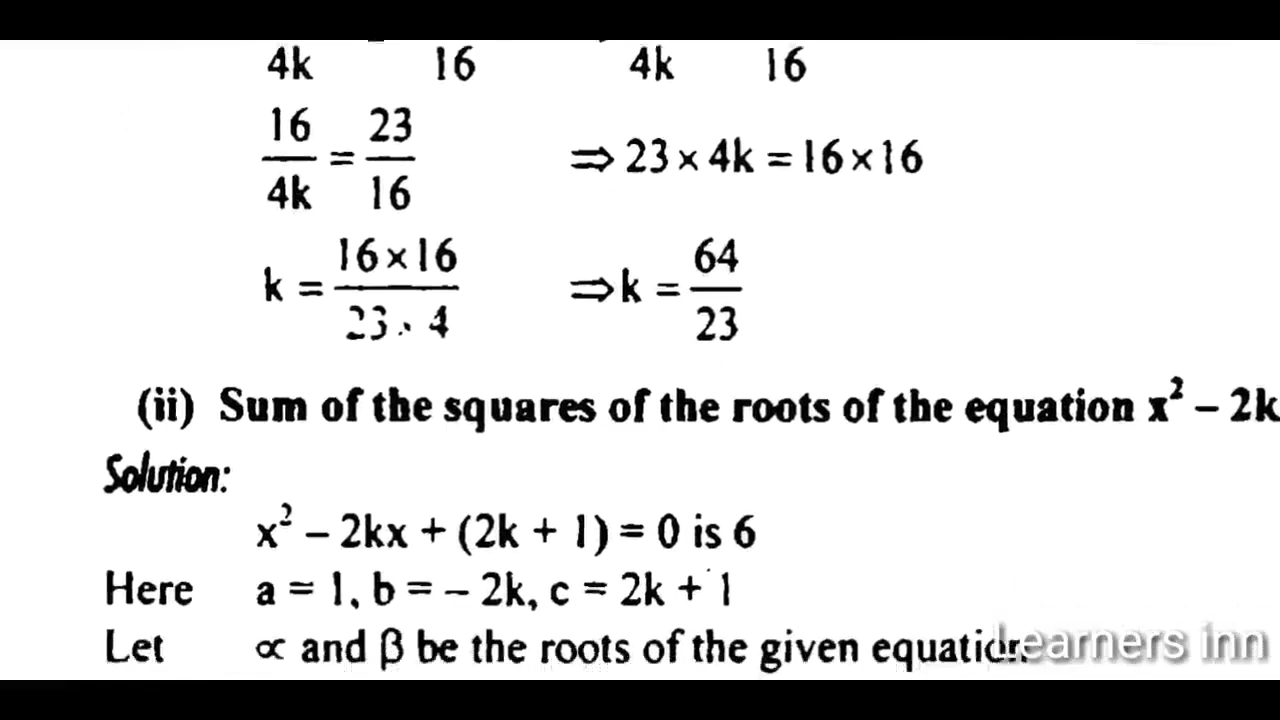 4k 16 4k 16
16/4k = 23/16 ⇒ 23 × 4k = 16 × 16
k = 16 × 16/23 × 4 ⇒ k = 64/23
(ii) Sum of the squares of the roots of the equation x² – 2k
Solution:
x² – 2kx + (2k + 1) = 0 is 6
Here a = 1, b = – 2k, c = 2k + 1
Let ∝ and β be the roots of the given equation
Learners inn